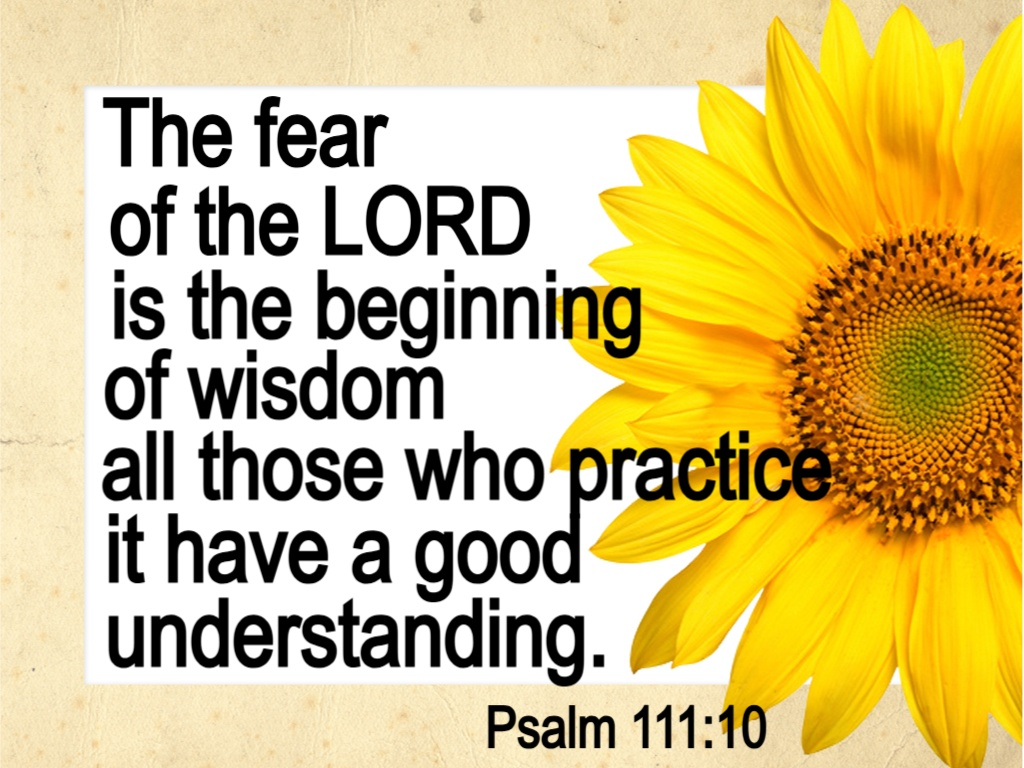 The fear
of the LORD
is the beginning
of wisdom
all those who practice
it have a good
understanding.
Psalm 111:10